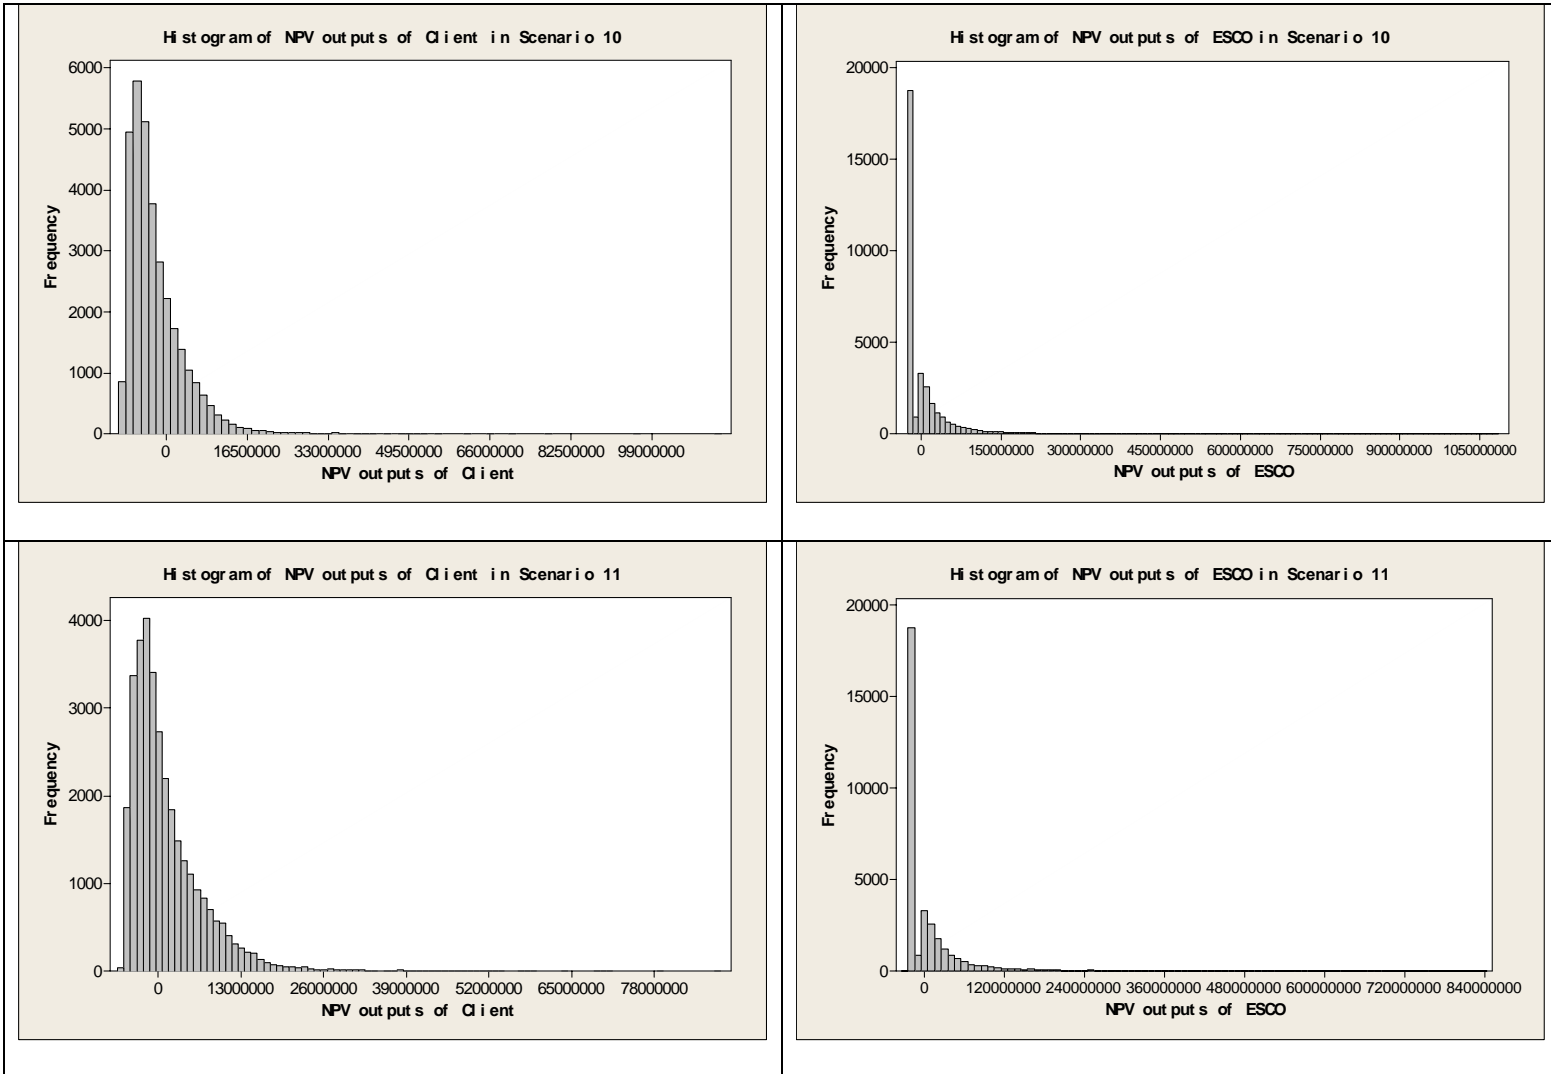 Histogram of NPV outputs of Client in Scenario 10
6000
5000
4000
3000
2000
1000
0
Frequency
0 16500000 33000000 49500000 66000000 82500000 99000000
NPV outputs of Client
Histogram of NPV outputs of ESCO in Scenario 10
20000
15000
10000
5000
0
Frequency
0 150000000 300000000 450000000 600000000 750000000 900000000 1050000000
NPV outputs of ESCO
Histogram of NPV outputs of Client in Scenario 11
4000
3000
2000
1000
0
Frequency
0 13000000 26000000 39000000 52000000 65000000 78000000
NPV outputs of Client
Histogram of NPV outputs of ESCO in Scenario 11
20000
15000
10000
5000
0
Frequency
0 120000000 240000000 360000000 480000000 600000000 720000000 840000000
NPV outputs of ESCO